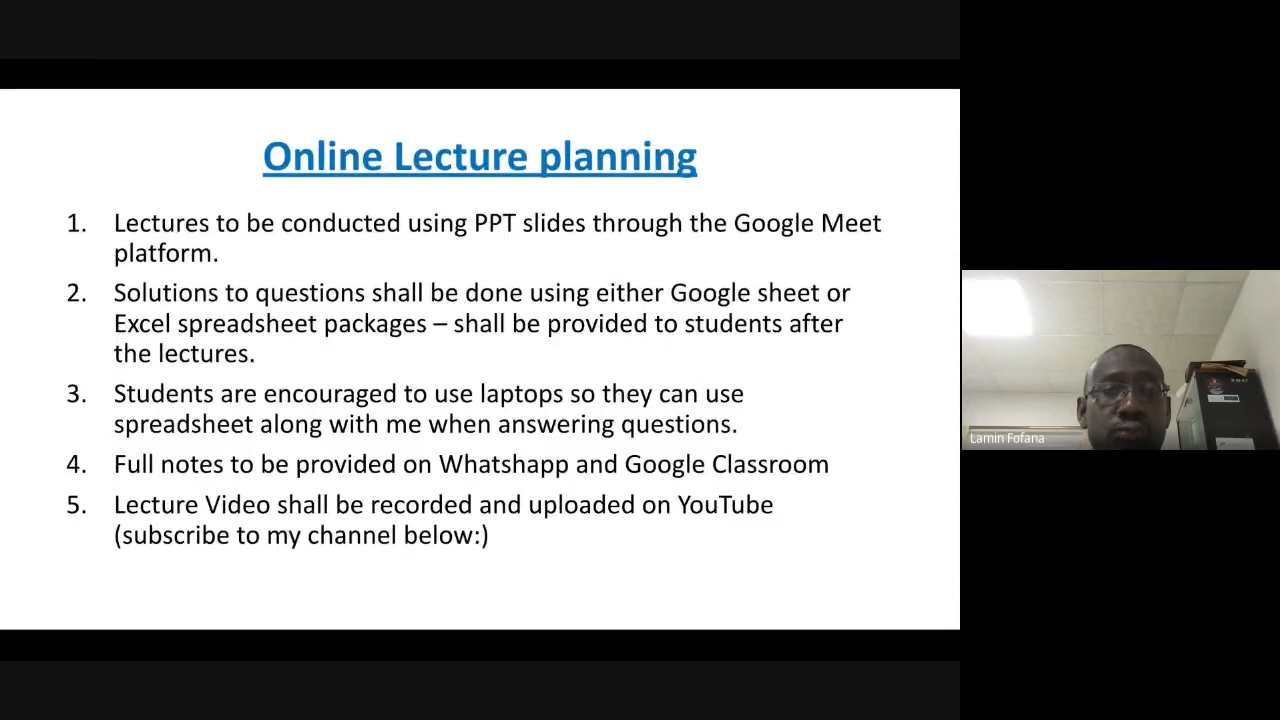 Online Lecture planning
1. Lectures to be conducted using PPT slides through the Google Meet
platform.
2. Solutions to questions shall be done using either Google sheet or
Excel spreadsheet packages – shall be provided to students after
the lectures.
3. Students are encouraged to use laptops so they can use
spreadsheet along with me when answering questions.
4. Full notes to be provided on Whatshapp and Google Classroom
5. Lecture Video shall be recorded and uploaded on YouTube
(subscribe to my channel below:)
Lamin Fofana